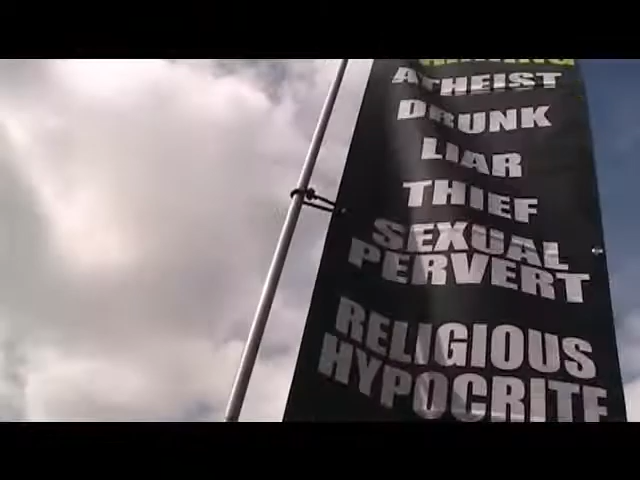 ATHEIST
DRUNK
LIAR
THIEF
SEXUAL
PERVERT
RELIGIOUS
HYPOCRITE